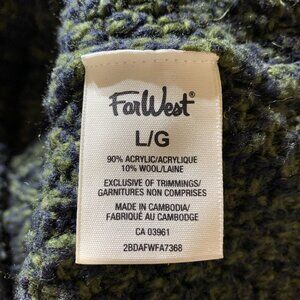 FarWest®
L/G
90% ACRYLIC/ACRYLIQUE
10% WOOL/LAINE
EXCLUSIVE OF TRIMMINGS/
GARNITURES NON COMPRISES
MADE IN CAMBODIA/
FABRIQUÉ AU CAMBODGE
CA 03961
2BDAFWFA7368